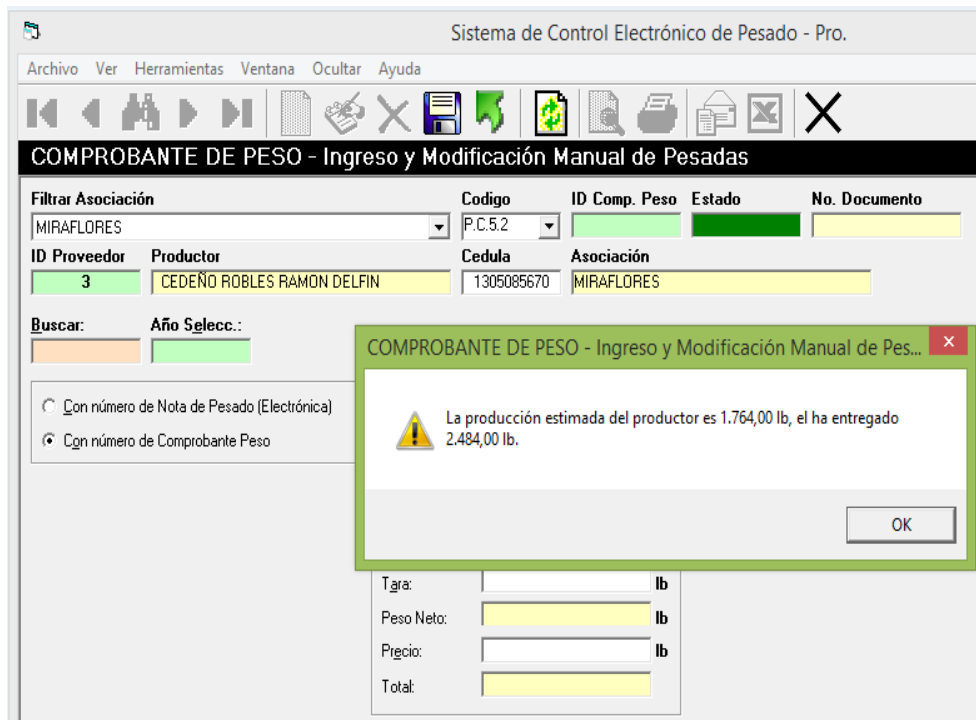 Sistema de Control Electrónico de Pesado - Pro.
Archivo Ver Herramientas Ventana Ocultar Ayuda
COMPROBANTE DE PESO - Ingreso y Modificación Manual de Pesadas
Filtrar Asociación Codigo ID Comp. Peso Estado No. Documento
MIRAFLORES P.C.5.2
ID Proveedor Productor Cedula Asociación
3 CEDEÑO ROBLES RAMON DELFIN 1305085670 MIRAFLORES
Buscar: Año Selecc.:
COMPROBANTE DE PESO - Ingreso y Modificación Manual de Pes...
Con número de Nota de Pesado (Electrónica)
Con número de Comprobante Peso
La producción estimada del productor es 1.764,00 lb, el ha entregado
2.484,00 lb.
OK
Tara: lb
Peso Neto: lb
Precio: lb
Total: